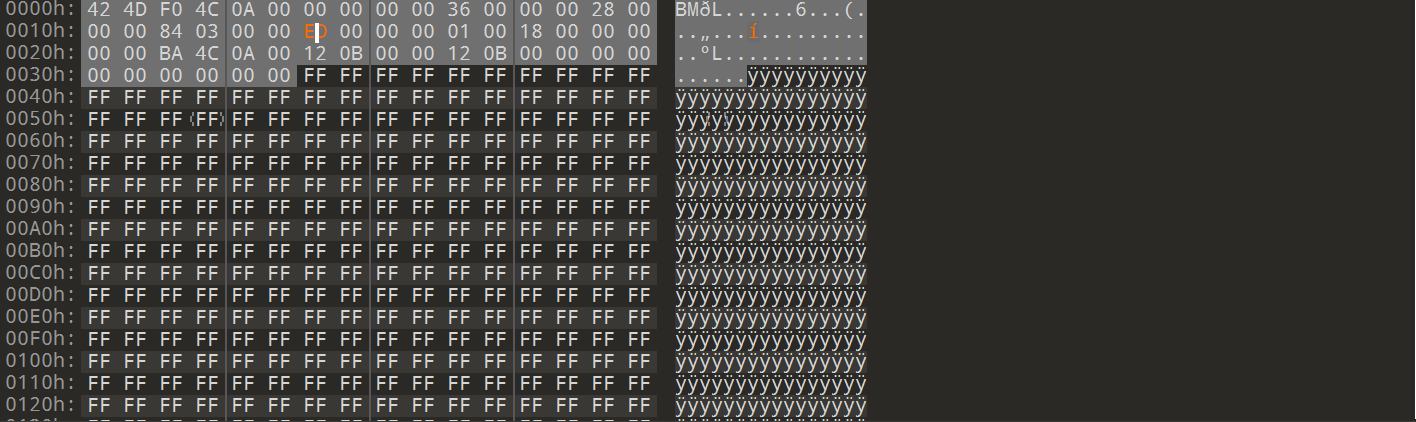 0000h: 42 4D F0 4C 0A 00 00 00 00 00 36 00 00 00 28 00 BMðL......6...(.
0010h: 00 00 84 03 00 00 ED 00 00 00 01 00 18 00 00 00 ..„...í.........
0020h: 00 00 BA 4C 0A 00 12 0B 00 00 12 0B 00 00 00 00 ..ºL............
0030h: 00 00 00 00 00 00 FF FF FF FF FF FF FF FF FF FF ......ÿÿÿÿÿÿÿÿÿÿ
0040h: FF FF FF FF FF FF FF FF FF FF FF FF FF FF FF FF ÿÿÿÿÿÿÿÿÿÿÿÿÿÿÿÿ
0050h: FF FF FF FF FF FF FF FF FF FF FF FF FF FF FF FF ÿÿÿÿÿÿÿÿÿÿÿÿÿÿÿÿ
0060h: FF FF FF FF FF FF FF FF FF FF FF FF FF FF FF FF ÿÿÿÿÿÿÿÿÿÿÿÿÿÿÿÿ
0070h: FF FF FF FF FF FF FF FF FF FF FF FF FF FF FF FF ÿÿÿÿÿÿÿÿÿÿÿÿÿÿÿÿ
0080h: FF FF FF FF FF FF FF FF FF FF FF FF FF FF FF FF ÿÿÿÿÿÿÿÿÿÿÿÿÿÿÿÿ
0090h: FF FF FF FF FF FF FF FF FF FF FF FF FF FF FF FF ÿÿÿÿÿÿÿÿÿÿÿÿÿÿÿÿ
00A0h: FF FF FF FF FF FF FF FF FF FF FF FF FF FF FF FF ÿÿÿÿÿÿÿÿÿÿÿÿÿÿÿÿ
00B0h: FF FF FF FF FF FF FF FF FF FF FF FF FF FF FF FF ÿÿÿÿÿÿÿÿÿÿÿÿÿÿÿÿ
00C0h: FF FF FF FF FF FF FF FF FF FF FF FF FF FF FF FF ÿÿÿÿÿÿÿÿÿÿÿÿÿÿÿÿ
00D0h: FF FF FF FF FF FF FF FF FF FF FF FF FF FF FF FF ÿÿÿÿÿÿÿÿÿÿÿÿÿÿÿÿ
00E0h: FF FF FF FF FF FF FF FF FF FF FF FF FF FF FF FF ÿÿÿÿÿÿÿÿÿÿÿÿÿÿÿÿ
00F0h: FF FF FF FF FF FF FF FF FF FF FF FF FF FF FF FF ÿÿÿÿÿÿÿÿÿÿÿÿÿÿÿÿ
0100h: FF FF FF FF FF FF FF FF FF FF FF FF FF FF FF FF ÿÿÿÿÿÿÿÿÿÿÿÿÿÿÿÿ
0110h: FF FF FF FF FF FF FF FF FF FF FF FF FF FF FF FF ÿÿÿÿÿÿÿÿÿÿÿÿÿÿÿÿ
0120h: FF FF FF FF FF FF FF FF FF FF FF FF FF FF FF FF ÿÿÿÿÿÿÿÿÿÿÿÿÿÿÿÿ